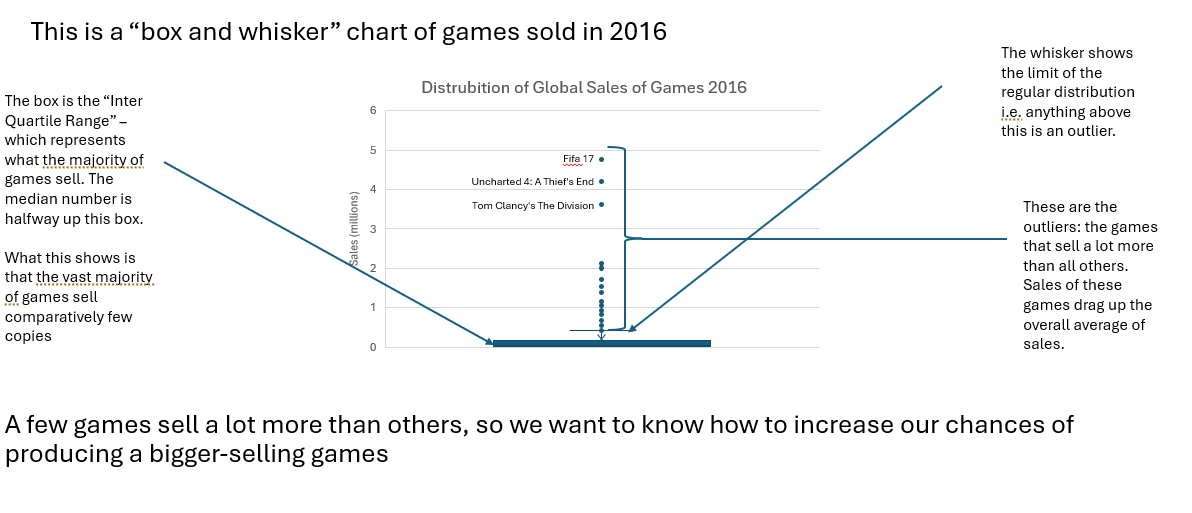 This is a “box and whisker” chart of games sold in 2016
The box is the “Inter
Quartile Range” –
which represents
what the majority of
games sell. The
median number is
halfway up this box.
What this shows is
that the vast majority
of games sell
comparatively few
copies
Distrubition of Global Sales of Games 2016
Sales (millions)
6
5
4
3
2
1
0
Fifa 17
Uncharted 4: A Thief's End
Tom Clancy's The Division
The whisker shows
the limit of the
regular distribution
i.e. anything above
this is an outlier.
These are the
outliers: the games
that sell a lot more
than all others.
Sales of these
games drag up the
overall average of
sales.
A few games sell a lot more than others, so we want to know how to increase our chances of
producing a bigger-selling games